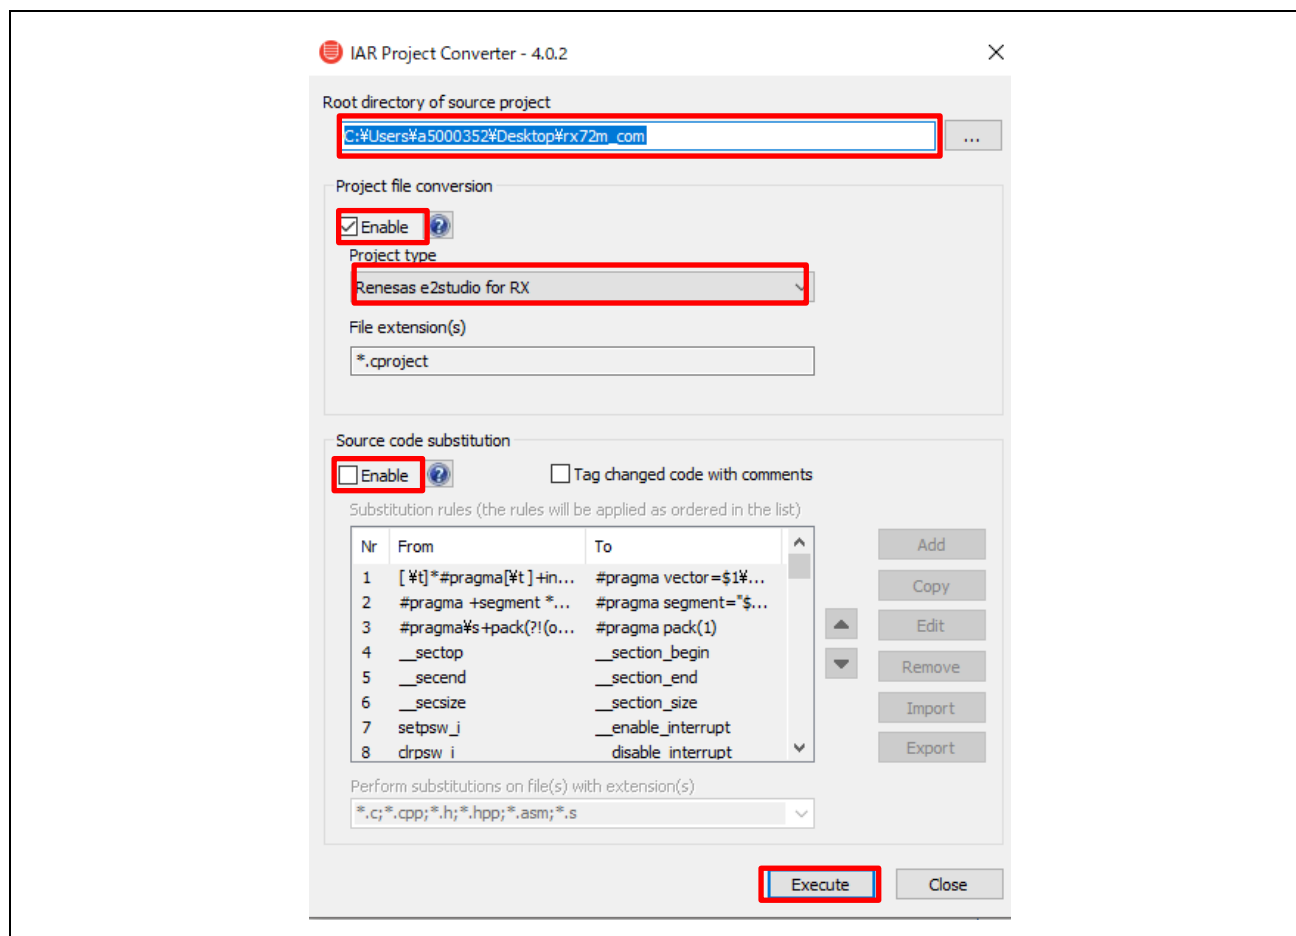 IAR Project Converter - 4.0.2
Root directory of source project
C:¥Users¥a5000352¥Desktop¥rx72m_com
...
Project file conversion
Enable
Project type
Renesas e2studio for RX
File extension(s)
*.cproject
Source code substitution
Enable
Tag changed code with comments
Substitution rules (the rules will be applied as ordered in the list)
Nr From To
1 [ ¥t]*#pragma[¥t ]+in... #pragma vector=$1¥...
2 #pragma +segment *... #pragma segment="$...
3 #pragma¥s+pack(?!(o... #pragma pack(1)
4 __sectop __section_begin
5 __secend __section_end
6 __secsize __section_size
7 setpsw_i __enable_interrupt
8 clrpsw_i __disable_interrupt
Add
Copy
Edit
Remove
Import
Export
Perform substitutions on file(s) with extension(s)
*.c;*.cpp;*.h;*.hpp;*.asm;*.s
Execute
Close